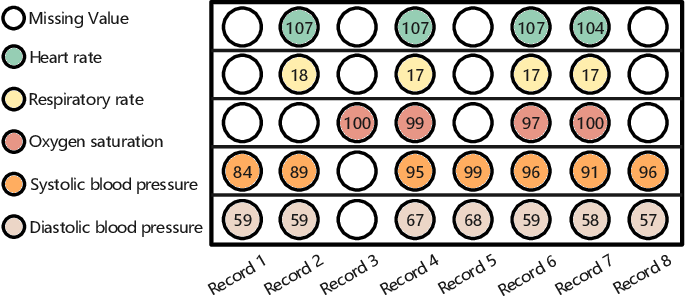 Missing Value
Heart rate
Respiratory rate
Oxygen saturation
Systolic blood pressure
Diastolic blood pressure
107 107 107 104
18 17 17 17
100 99 97 100
84 89 95 99 96 91 96
59 59 67 68 59 58 57
Record 1 Record 2 Record 3 Record 4 Record 5 Record 6 Record 7 Record 8